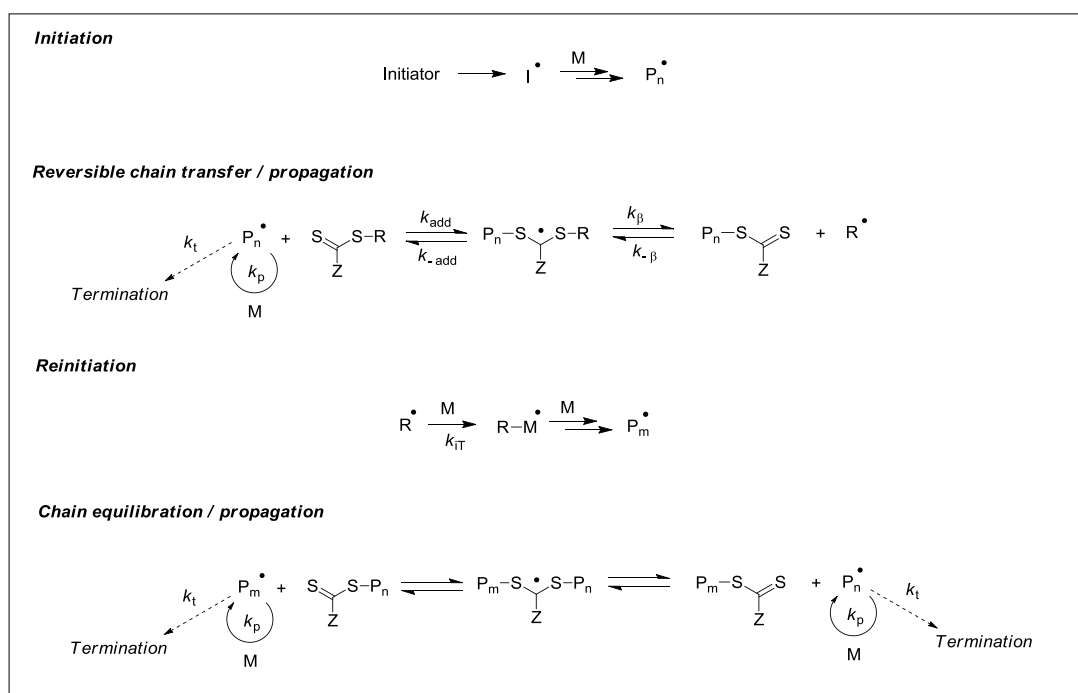 Initiation
Initiator I• M Pn•
Reversible chain transfer / propagation
kt Pn• + S S–R kadd Pn–S • S–R kβ Pn–S S + R•
kp Z k- add Z k- β Z
Termination
M
Reinitiation
R• M R–M• M Pm•
kiT
Chain equilibration / propagation
kt Pm• + S S–Pn Pm–S • S–Pn Pm–S S + Pn• kt
kp Z Z Z kp
Termination M M Termination